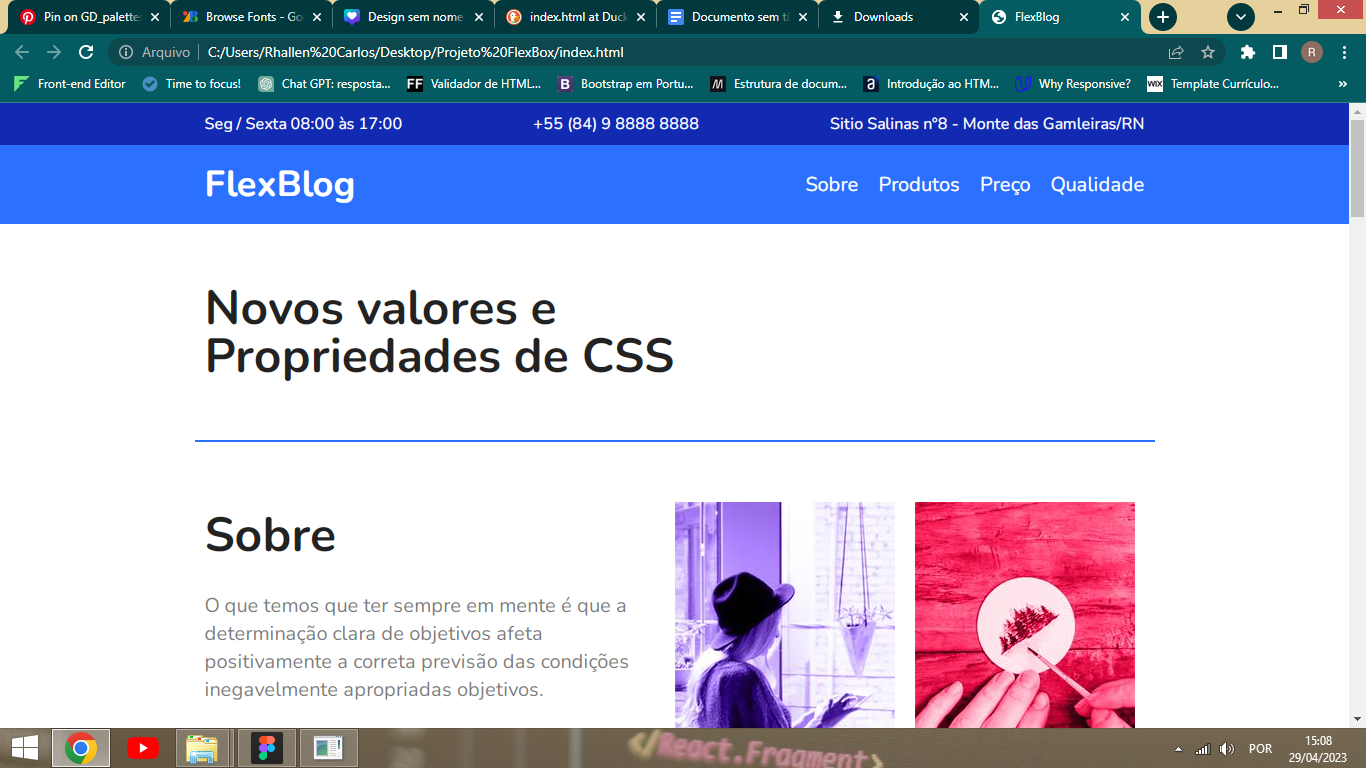 Pin on GD_palette
Browse Fonts - Go
Design sem nome
index.html at Duck
Documento sem tí
Downloads
FlexBlog
Arquivo
C:/Users/Rhallen%20Carlos/Desktop/Projeto%20FlexBox/index.html
R
Front-end Editor
Time to focus!
Chat GPT: resposta...
FF Validador de HTML...
B Bootstrap em Portu...
M Estrutura de docum...
a Introdução ao HTM...
Why Responsive?
WIX Template Currículo...
»
Seg / Sexta 08:00 às 17:00
+55 (84) 9 8888 8888
Sitio Salinas n°8 - Monte das Gamleiras/RN
FlexBlog
Sobre Produtos Preço Qualidade
Novos valores e
Propriedades de CSS
Sobre
O que temos que ter sempre em mente é que a
determinação clara de objetivos afeta
positivamente a correta previsão das condições
inegavelmente apropriadas objetivos.
</React.Fragment>
POR
15:08
29/04/2023